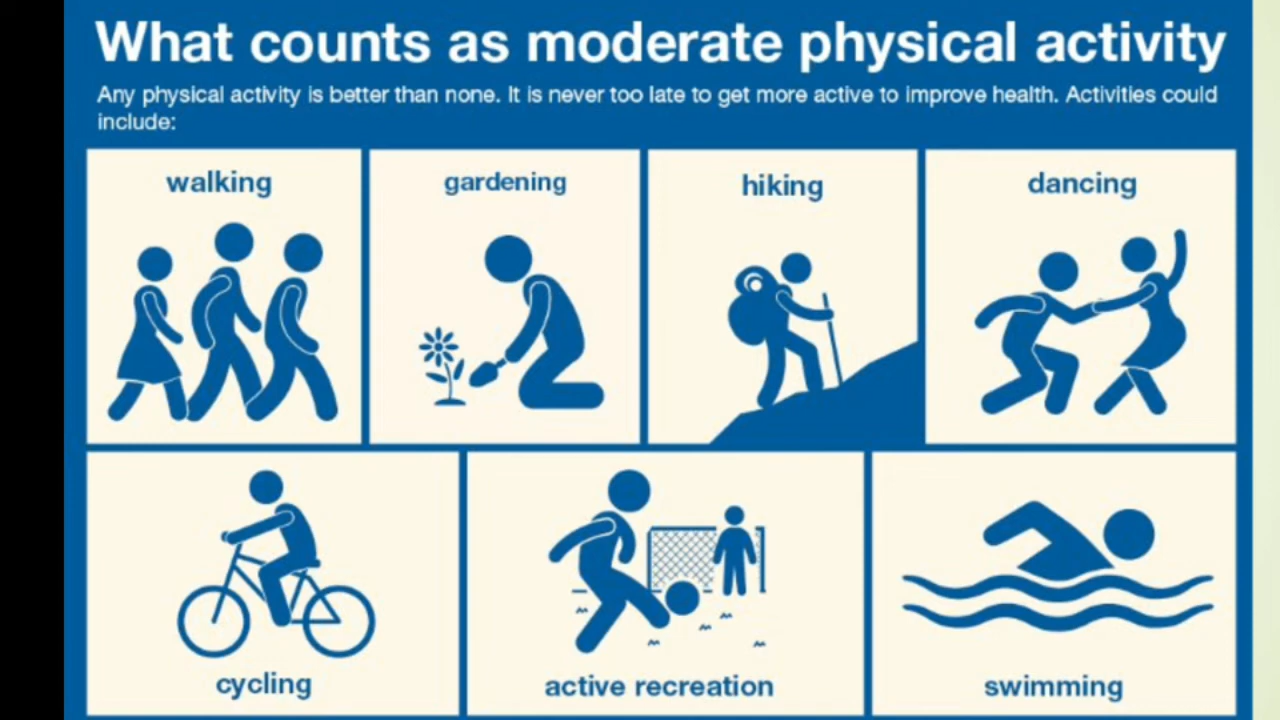 What counts as moderate physical activity
Any physical activity is better than none. It is never too late to get more active to improve health. Activities could
include:
walking
gardening
hiking
dancing
cycling
active recreation
swimming